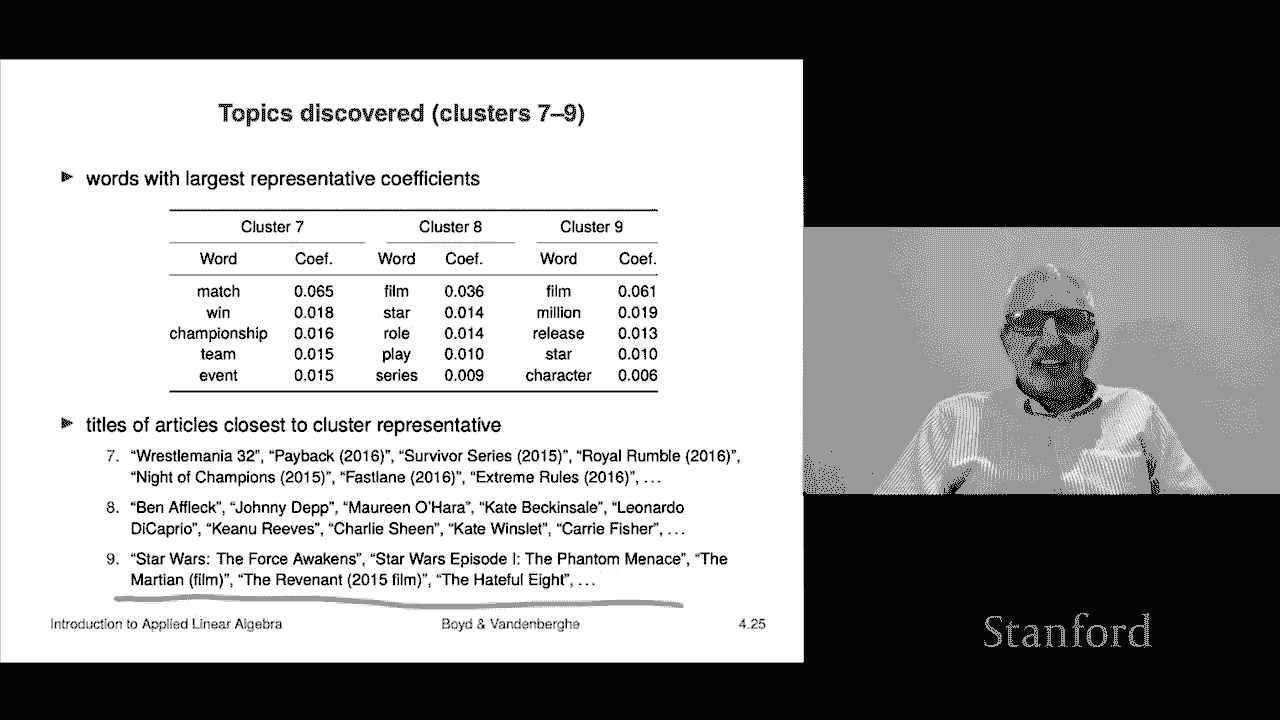 Topics discovered (clusters 7–9)
words with largest representative coefficients
Cluster 7 Cluster 8 Cluster 9
Word Coef. Word Coef. Word Coef.
match 0.065 film 0.036 film 0.061
win 0.018 star 0.014 million 0.019
championship 0.016 role 0.014 release 0.013
team 0.015 play 0.010 star 0.010
event 0.015 series 0.009 character 0.006
titles of articles closest to cluster representative
7. “Wrestlemania 32”, “Payback (2016)”, “Survivor Series (2015)”, “Royal Rumble (2016)”,
“Night of Champions (2015)”, “Fastlane (2016)”, “Extreme Rules (2016)”, ...
8. “Ben Affleck”, “Johnny Depp”, “Maureen O’Hara”, “Kate Beckinsale”, “Leonardo
DiCaprio”, “Keanu Reeves”, “Charlie Sheen”, “Kate Winslet”, “Carrie Fisher”, ...
9. “Star Wars: The Force Awakens”, “Star Wars Episode I: The Phantom Menace”, “The
Martian (film)”, “The Revenant (2015 film)”, “The Hateful Eight”, ...
Introduction to Applied Linear Algebra Boyd & Vandenberghe 4.25
Stanford